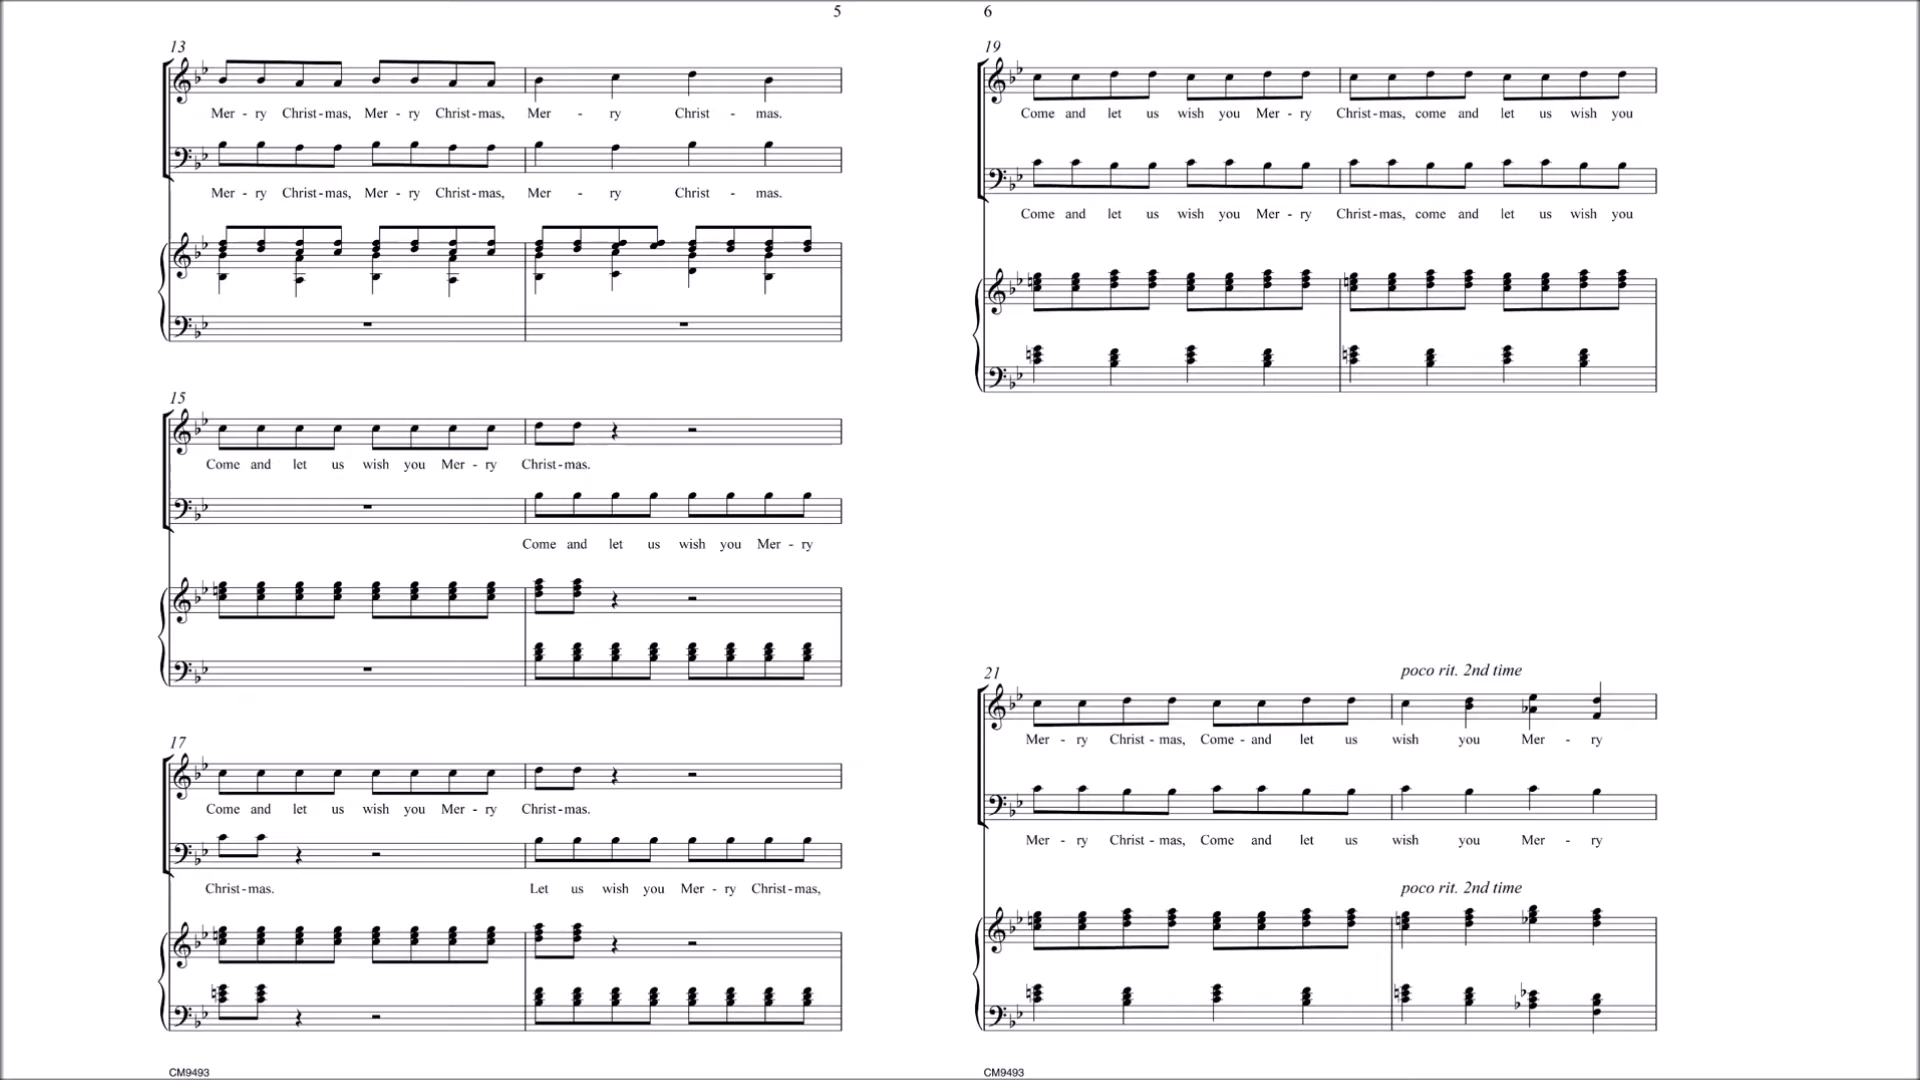 5
13
Mer - ry Christ - mas, Mer - ry Christ - mas, Mer - ry Christ - mas.
Mer - ry Christ - mas, Mer - ry Christ - mas, Mer - ry Christ - mas.
15
Come and let us wish you Mer - ry Christ - mas.
Come and let us wish you Mer - ry
17
Come and let us wish you Mer - ry Christ - mas.
Christ - mas. Let us wish you Mer - ry Christ - mas,
CM9493
6
19
Come and let us wish you Mer - ry Christ - mas, come and let us wish you
Come and let us wish you Mer - ry Christ - mas, come and let us wish you
21
poco rit. 2nd time
Mer - ry Christ - mas, Come - and let us wish you Mer - ry
Mer - ry Christ - mas, Come and let us wish you Mer - ry
poco rit. 2nd time
CM9493